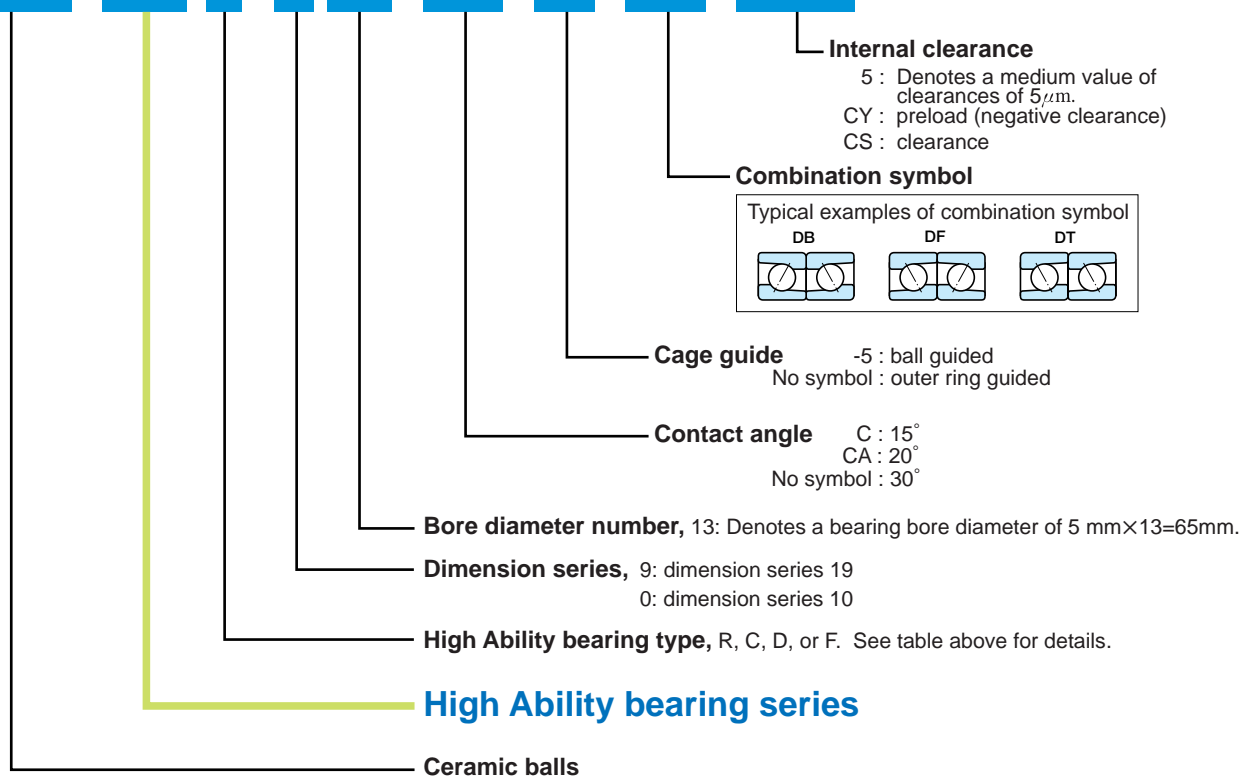 Internal clearance
5 : Denotes a medium value of
clearances of 5μm.
CY : preload (negative clearance)
CS : clearance
Combination symbol
Typical examples of combination symbol
DB DF DT
Cage guide -5 : ball guided
No symbol : outer ring guided
Contact angle C : 15°
CA : 20°
No symbol : 30°
Bore diameter number, 13: Denotes a bearing bore diameter of 5 mm×13=65mm.
Dimension series, 9: dimension series 19
0: dimension series 10
High Ability bearing type, R, C, D, or F. See table above for details.
High Ability bearing series
Ceramic balls